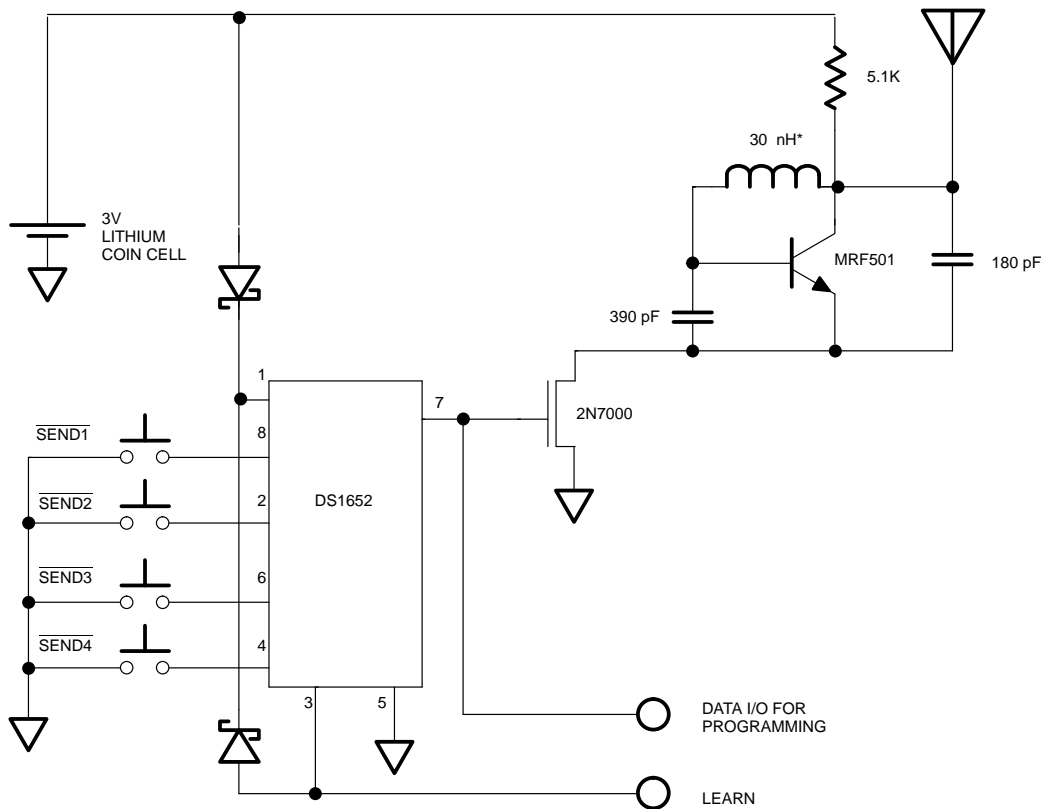 5.1K
30 nH*
3V
LITHIUM
COIN CELL
MRF501
180 pF
390 pF
1
7
2N7000
SEND1
8
SEND2
2
DS1652
SEND3
6
SEND4
4
3
5
DATA I/O FOR
PROGRAMMING
LEARN